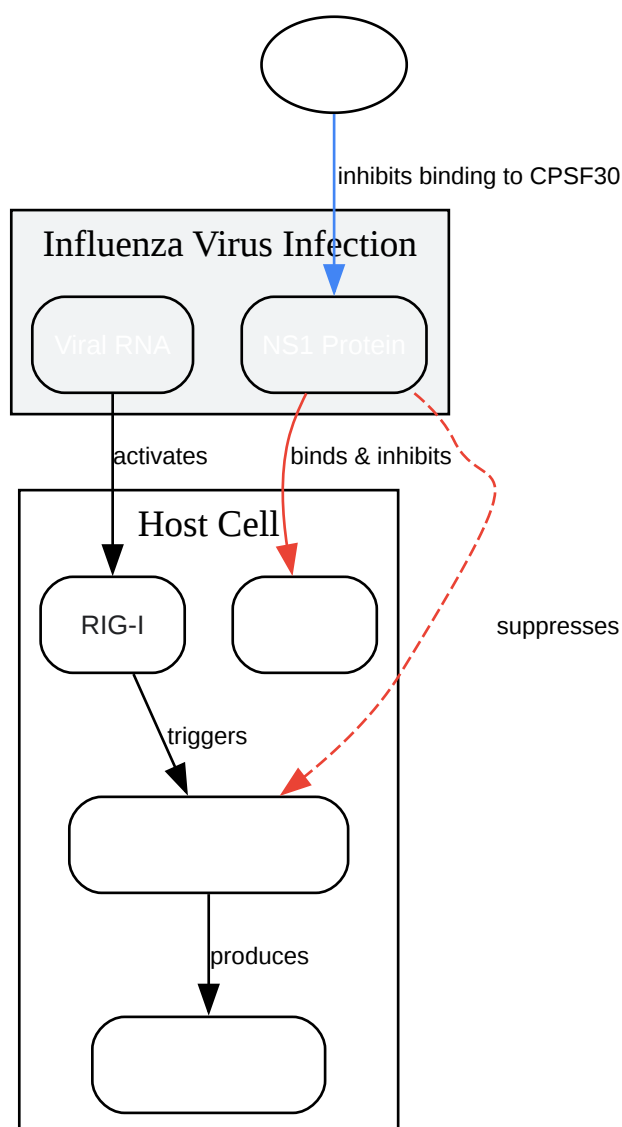 inhibits binding to CPSF30
Influenza Virus Infection
Viral RNA
NS1 Protein
activates
binds & inhibits
Host Cell
RIG-I
suppresses
triggers
produces